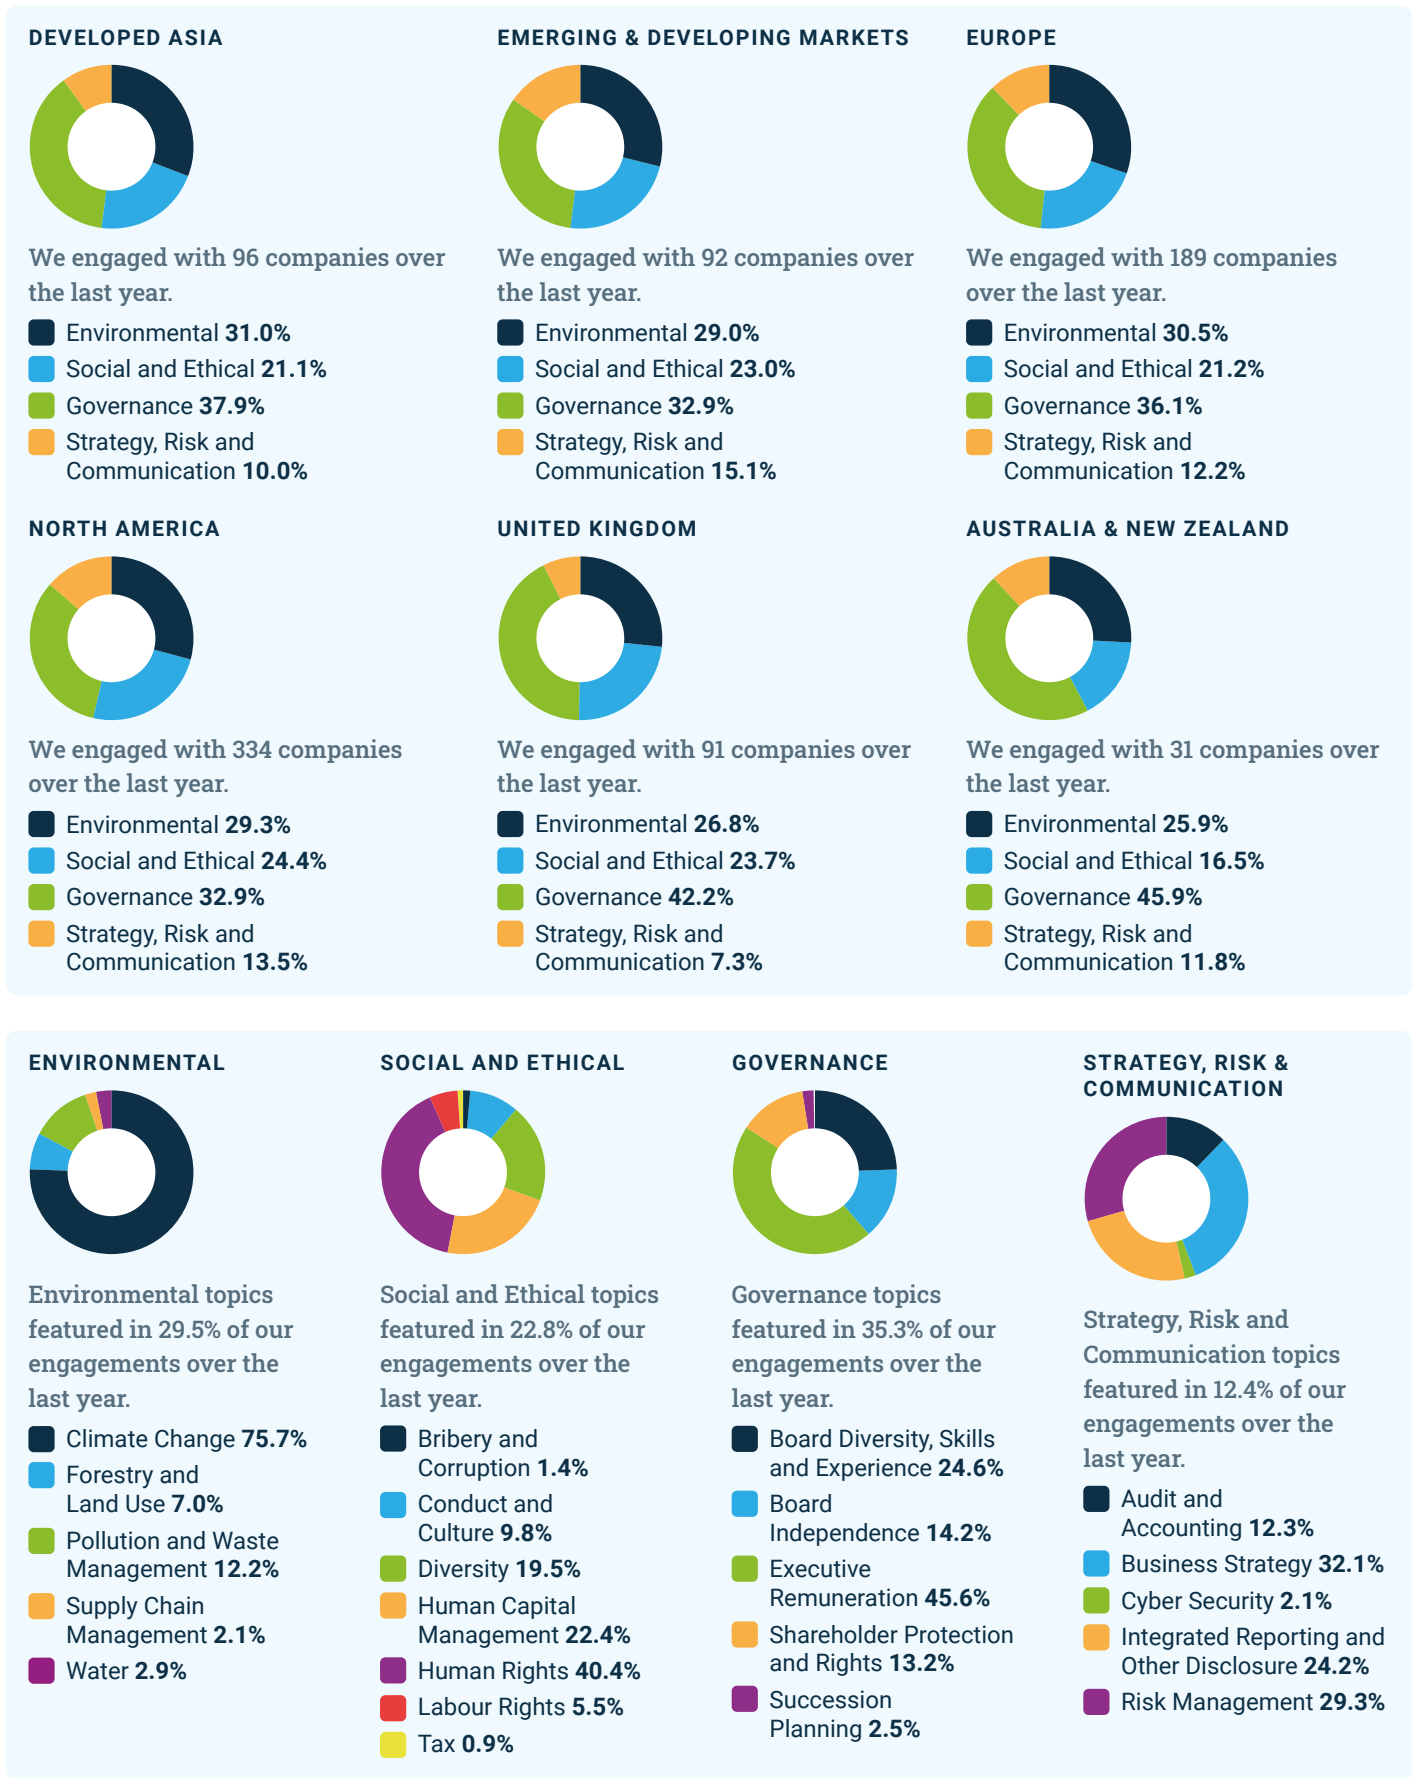 DEVELOPED ASIA
We engaged with 96 companies over
the last year.
Environmental 31.0%
Social and Ethical 21.1%
Governance 37.9%
Strategy, Risk and
Communication 10.0%
EMERGING & DEVELOPING MARKETS
We engaged with 92 companies over
the last year.
Environmental 29.0%
Social and Ethical 23.0%
Governance 32.9%
Strategy, Risk and
Communication 15.1%
EUROPE
We engaged with 189 companies
over the last year.
Environmental 30.5%
Social and Ethical 21.2%
Governance 36.1%
Strategy, Risk and
Communication 12.2%
NORTH AMERICA
We engaged with 334 companies
over the last year.
Environmental 29.3%
Social and Ethical 24.4%
Governance 32.9%
Strategy, Risk and
Communication 13.5%
UNITED KINGDOM
We engaged with 91 companies over
the last year.
Environmental 26.8%
Social and Ethical 23.7%
Governance 42.2%
Strategy, Risk and
Communication 7.3%
AUSTRALIA & NEW ZEALAND
We engaged with 31 companies over
the last year.
Environmental 25.9%
Social and Ethical 16.5%
Governance 45.9%
Strategy, Risk and
Communication 11.8%
ENVIRONMENTAL
Environmental topics
featured in 29.5% of our
engagements over the
last year.
Climate Change 75.7%
Forestry and
Land Use 7.0%
Pollution and Waste
Management 12.2%
Supply Chain
Management 2.1%
Water 2.9%
SOCIAL AND ETHICAL
Social and Ethical topics
featured in 22.8% of our
engagements over the
last year.
Bribery and
Corruption 1.4%
Conduct and
Culture 9.8%
Diversity 19.5%
Human Capital
Management 22.4%
Human Rights 40.4%
Labour Rights 5.5%
Tax 0.9%
GOVERNANCE
Governance topics
featured in 35.3% of our
engagements over the
last year.
Board Diversity, Skills
and Experience 24.6%
Board
Independence 14.2%
Executive
Remuneration 45.6%
Shareholder Protection
and Rights 13.2%
Succession
Planning 2.5%
STRATEGY, RISK &
COMMUNICATION
Strategy, Risk and
Communication topics
featured in 12.4% of our
engagements over the
last year.
Audit and
Accounting 12.3%
Business Strategy 32.1%
Cyber Security 2.1%
Integrated Reporting and
Other Disclosure 24.2%
Risk Management 29.3%